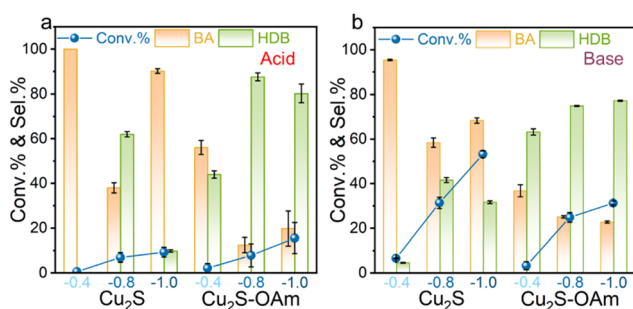 a
Conv.% BA HDB
Acid
Conv.% & Sel.%
100
80
60
40
20
0
-0.4 -0.8 -1.0 -0.4 -0.8 -1.0
Cu₂S Cu₂S-OAm
b
Conv.% BA HDB
Base
Conv.% & Sel.%
100
80
60
40
20
0
-0.4 -0.8 -1.0 -0.4 -0.8 -1.0
Cu₂S Cu₂S-OAm